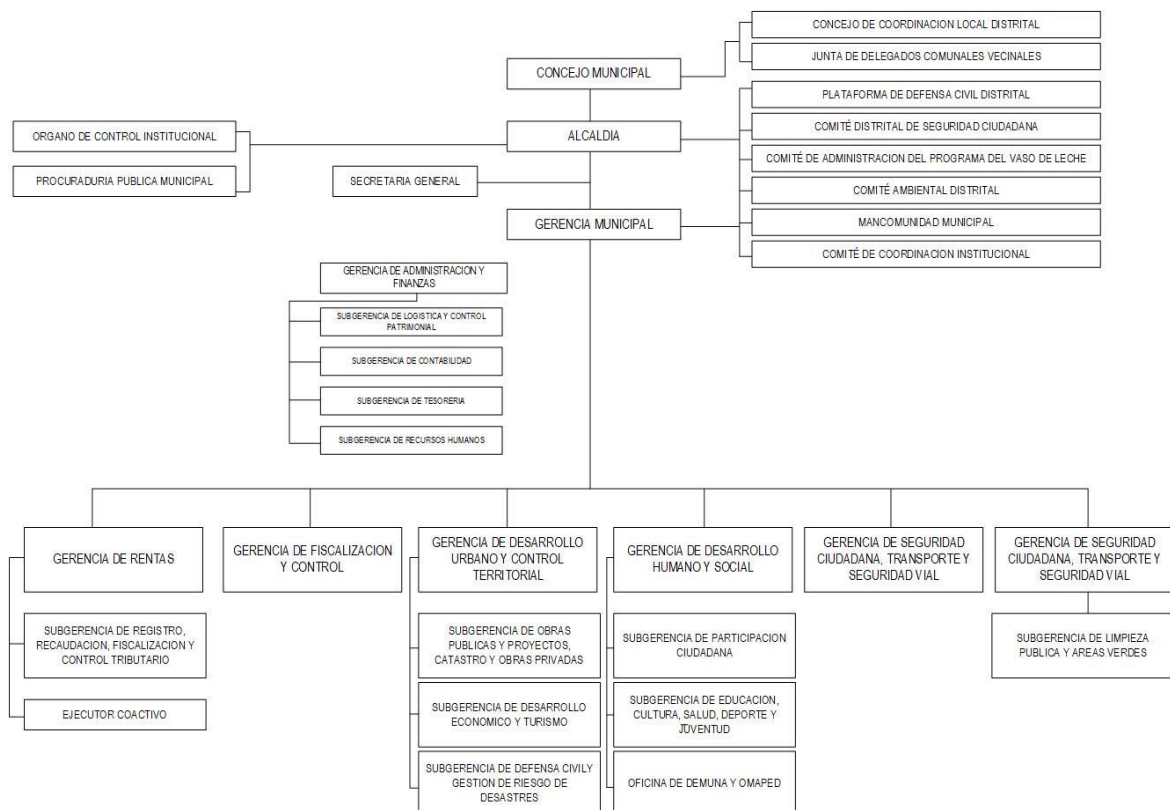 CONCEJO DE COORDINACION LOCAL DISTRITAL
JUNTA DE DELEGADOS COMUNALES VECINALES
CONCEJO MUNICIPAL
PLATAFORMA DE DEFENSA CIVIL DISTRITAL
ORGANO DE CONTROL INSTITUCIONAL
ALCALDIA
COMITÉ DISTRITAL DE SEGURIDAD CIUDADANA
COMITÉ DE ADMINISTRACION DEL PROGRAMA DEL VASO DE LECHE
PROCURADURIA PUBLICA MUNICIPAL
SECRETARIA GENERAL
COMITÉ AMBIENTAL DISTRITAL
GERENCIA MUNICIPAL
MANCOMUNIDAD MUNICIPAL
COMITÉ DE COORDINACION INSTITUCIONAL
GERENCIA DE ADMINISTRACION Y
FINANZAS
SUBGERENCIA DE LOGISTICA Y CONTROL
PATRIMONIAL
SUBGERENCIA DE CONTABILIDAD
SUBGERENCIA DE TESORERIA
SUBGERENCIA DE RECURSOS HUMANOS
GERENCIA DE RENTAS
GERENCIA DE FISCALIZACION
Y CONTROL
GERENCIA DE DESARROLLO
URBANO Y CONTROL
TERRITORIAL
GERENCIA DE DESARROLLO
HUMANO Y SOCIAL
GERENCIA DE SEGURIDAD
CIUDADANA, TRANSPORTE Y
SEGURIDAD VIAL
GERENCIA DE SEGURIDAD
CIUDADANA, TRANSPORTE Y
SEGURIDAD VIAL
SUBGERENCIA DE REGISTRO,
RECAUDACION, FISCALIZACION Y
CONTROL TRIBUTARIO
SUBGERENCIA DE OBRAS
PUBLICAS Y PROYECTOS,
CATASTRO Y OBRAS PRIVADAS
SUBGERENCIA DE PARTICIPACION
CIUDADANA
SUBGERENCIA DE LIMPIEZA
PUBLICA Y AREAS VERDES
EJECUTOR COACTIVO
SUBGERENCIA DE DESARROLLO
ECONOMICO Y TURISMO
SUBGERENCIA DE EDUCACION,
CULTURA, SALUD, DEPORTE Y
JUVENTUD
SUBGERENCIA DE DEFENSA CIVIL Y
GESTION DE RIESGO DE
DESASTRES
OFICINA DE DEMUNA Y OMAPED